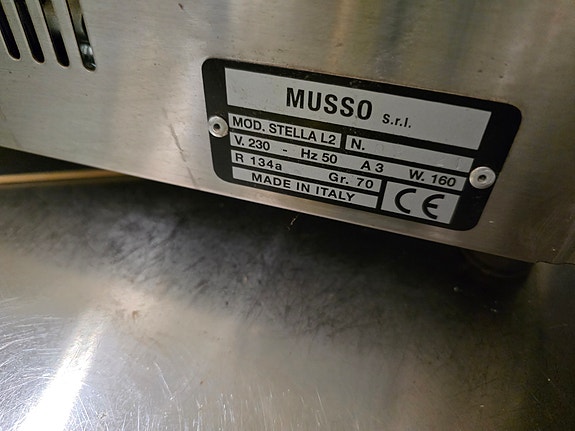 MUSSO s.r.l.
MOD. STELLA L2 N.
V. 230 - Hz 50 A 3 W. 160
R 134a Gr. 70
MADE IN ITALY CE